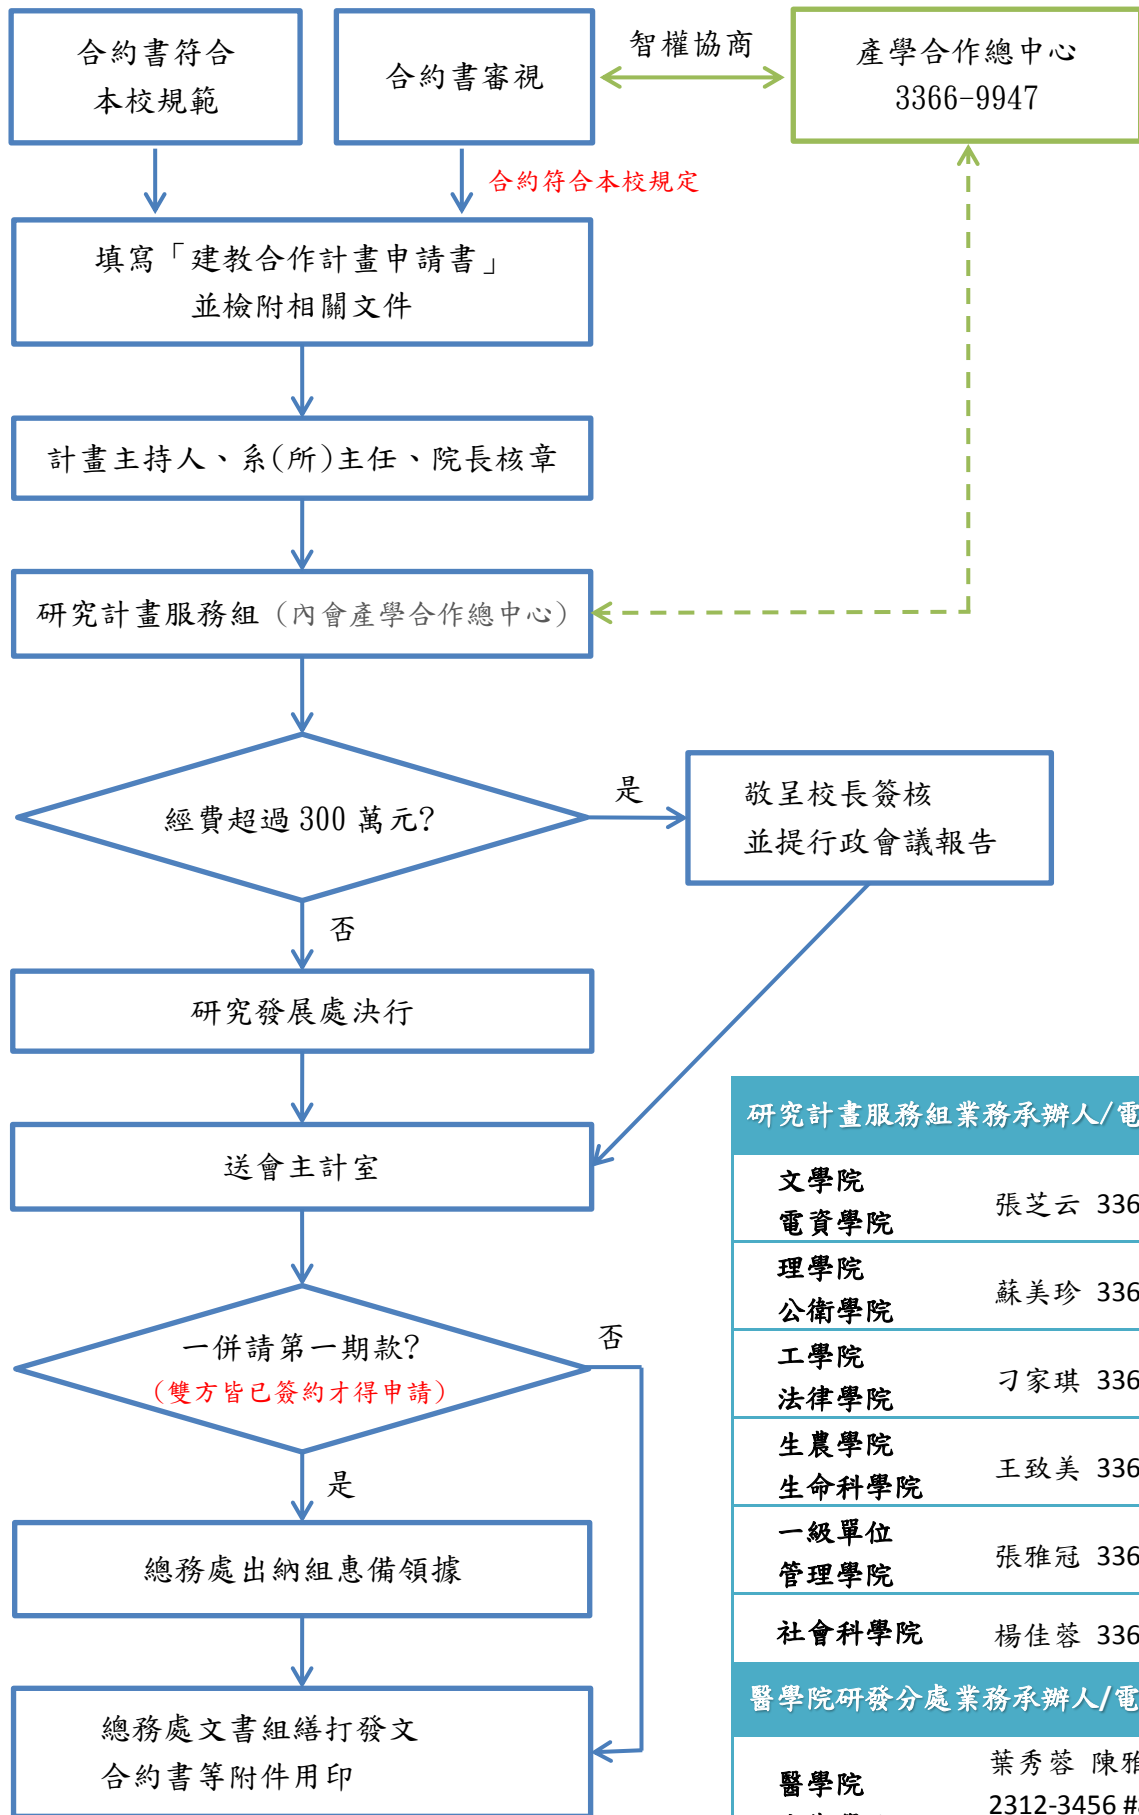 合約書符合
本校規範
合約書審視
智權協商
產學合作總中心
3366-9947
合約符合本校規定
填寫「建教合作計畫申請書」
並檢附相關文件
計畫主持人、系(所)主任、院長核章
研究計畫服務組（內會產學合作總中心）
經費超過 300 萬元?
是
敬呈校長簽核
並提行政會議報告
否
研究發展處決行
送會主計室
一併請第一期款?
(雙方皆已簽約才得申請)
否
是
總務處出納組惠備領據
總務處文書組繕打發文
合約書等附件用印
研究計畫服務組業務承辦人/電
文學院
電資學院
張芝云 336
理學院
公衛學院
蘇美珍 336
工學院
法律學院
刁家琪 336
生農學院
生命科學院
王致美 336
一級單位
管理學院
張雅冠 336
社會科學院
楊佳蓉 336
醫學院研發分處業務承辦人/電
醫學院
葉秀蓉 陳雅
2312-3456 #